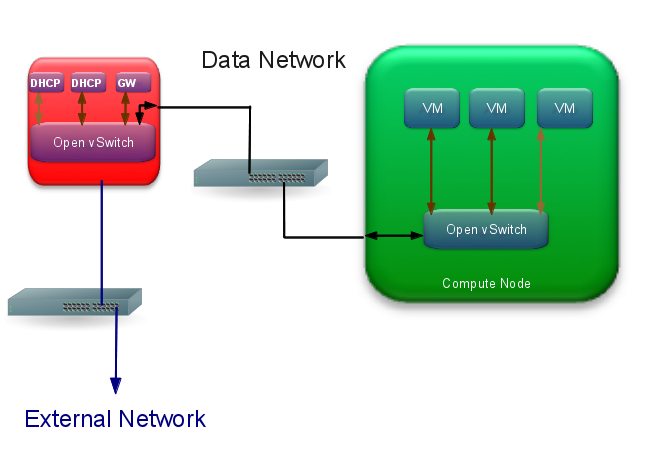 Data Network
DHCP
DHCP
GW
Open vSwitch
VM
VM
VM
Open vSwitch
Compute Node
External Network